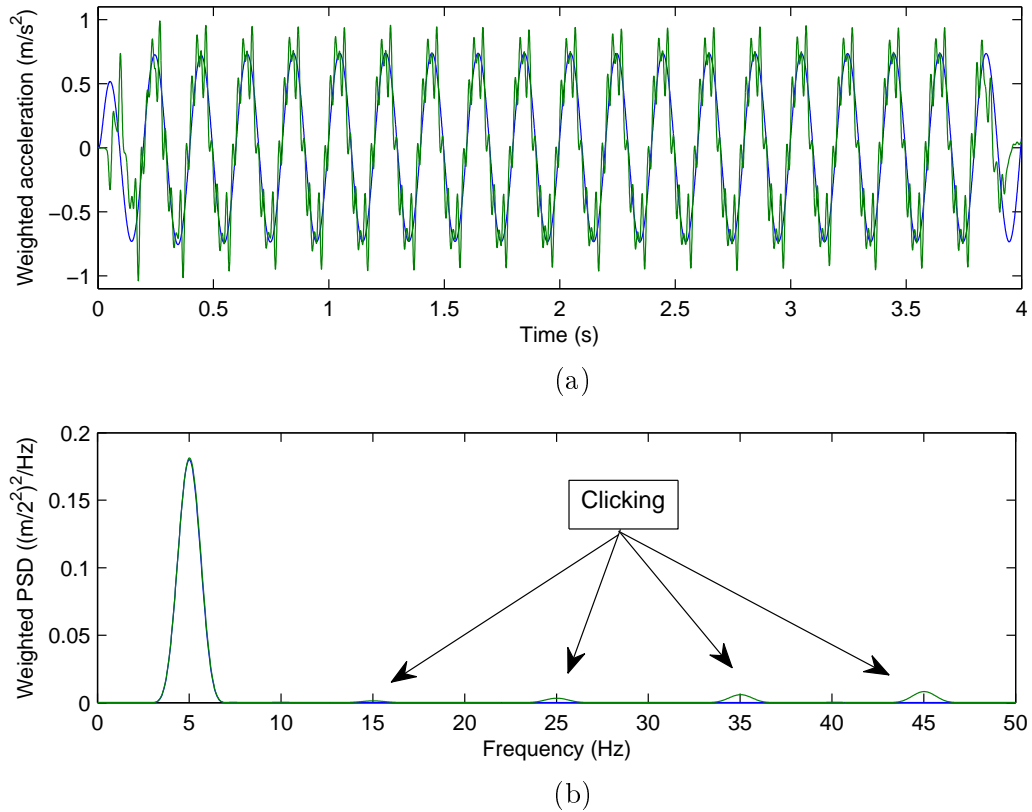 Weighted acceleration (m/s²)
1
0.5
0
−0.5
−1
0 0.5 1 1.5 2 2.5 3 3.5 4
Time (s)
(a)
Weighted PSD ((m/2²)²/Hz)
0.2
0.15
0.1
0.05
0
Clicking
0 5 10 15 20 25 30 35 40 45 50
Frequency (Hz)
(b)